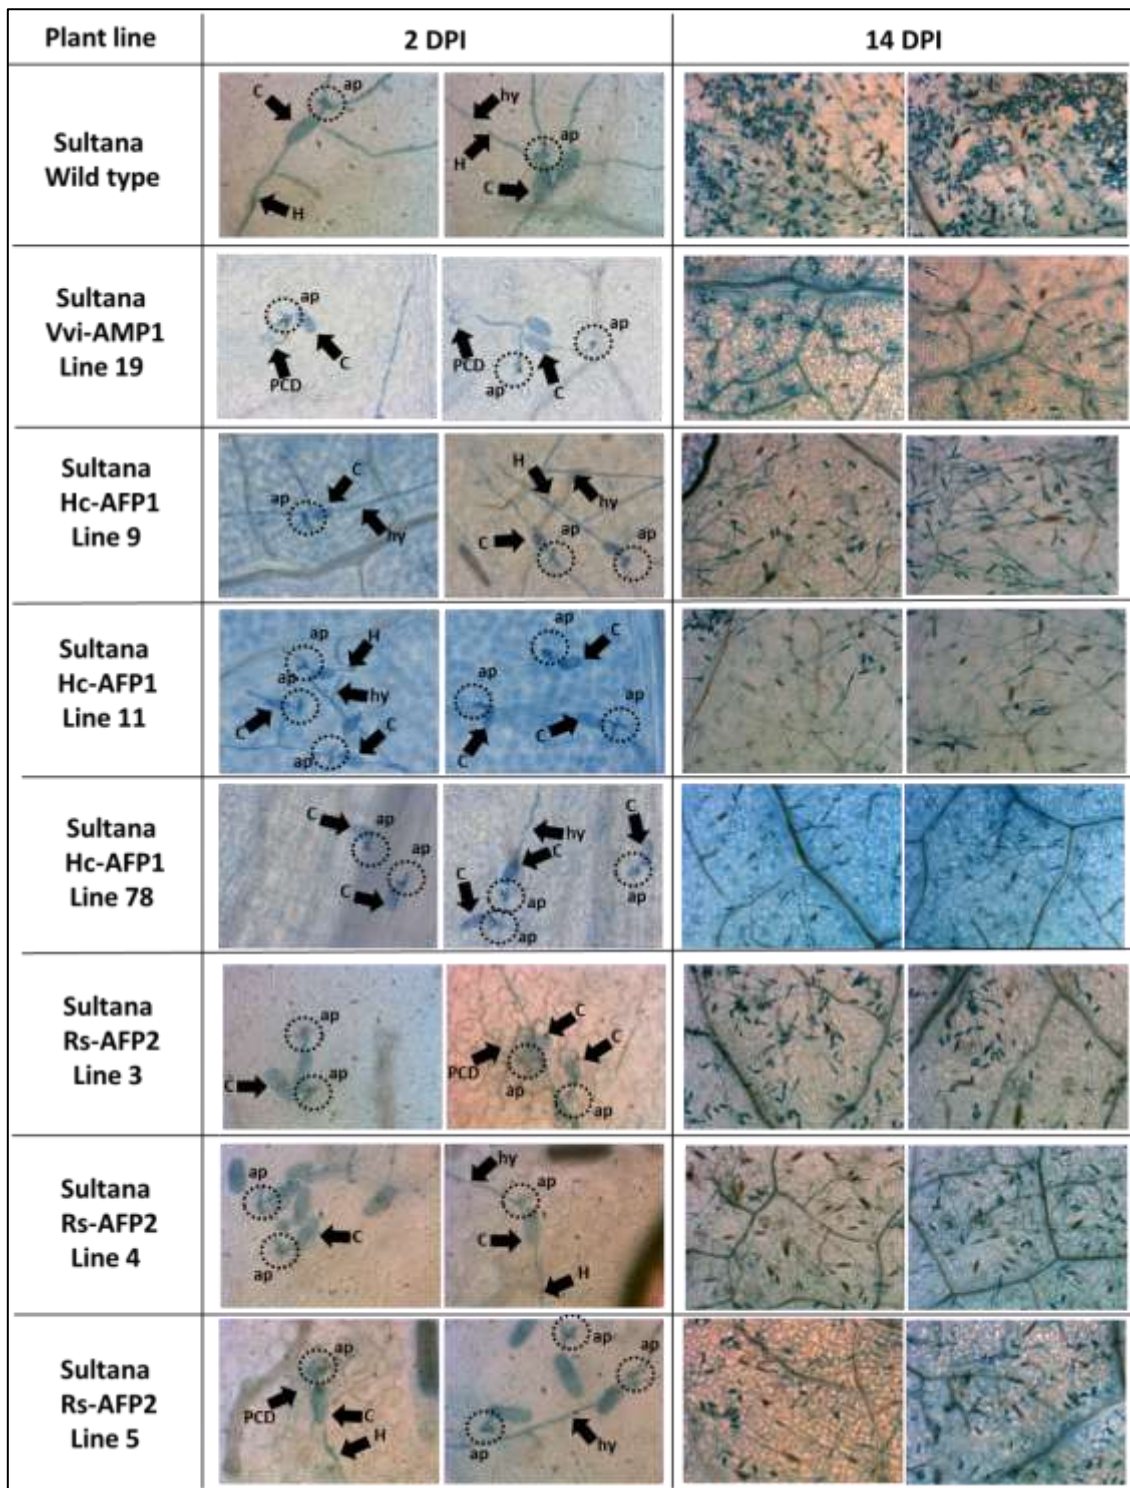 Plant line 2 DPI 14 DPI
Sultana
Wild type
C ap H
hy ap H C
Sultana
Vvi-AMP1
Line 19
ap C PCD
ap PCD ap C
Sultana
Hc-AFP1
Line 9
C ap hy
H hy ap C ap
Sultana
Hc-AFP1
Line 11
ap H ap hy C C ap
ap C ap ap C C
Sultana
Hc-AFP1
Line 78
C ap ap C
C hy C C ap ap ap
Sultana
Rs-AFP2
Line 3
ap ap C
C C PCD ap ap
Sultana
Rs-AFP2
Line 4
ap C ap
hy ap C H
Sultana
Rs-AFP2
Line 5
ap PCD C H
ap ap ap hy